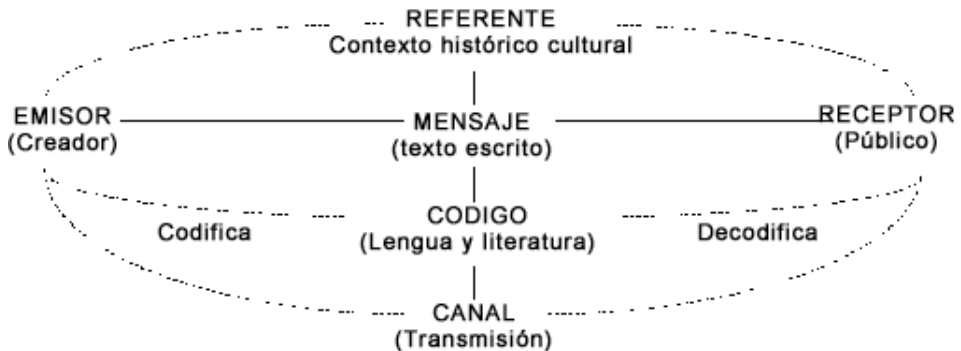 REFERENTE
Contexto histórico cultural
EMISOR
(Creador)
MENSAJE
(texto escrito)
RECEPTOR
(Público)
Codifica
CODIGO
(Lengua y literatura)
Decodifica
CANAL
(Transmisión)